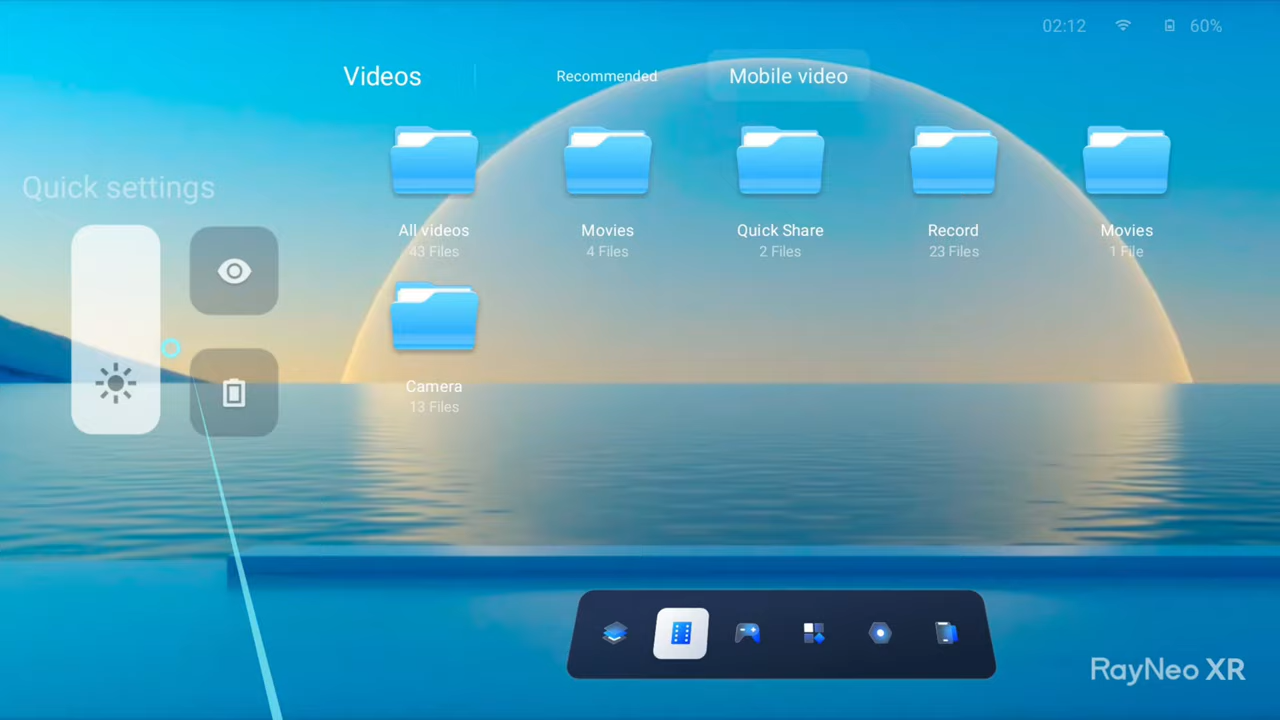 02:12 60%
Videos Recommended Mobile video
Quick settings
All videos Movies Quick Share Record Movies
43 Files 4 Files 2 Files 23 Files 1 File
Camera
13 Files
RayNeo XR